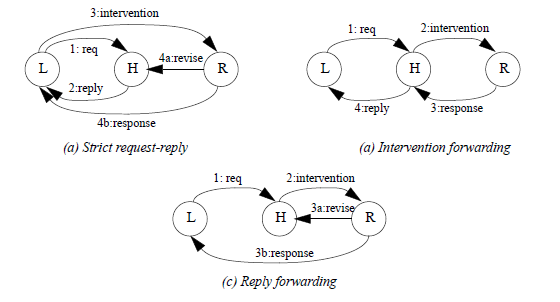 3:intervention
1: req
L
H
4a:revise
R
2:reply
4b:response
(a) Strict request-reply
1: req
2:intervention
L
H
R
4:reply
3:response
(a) Intervention forwarding
1: req
2:intervention
L
H
3a:revise
R
3b:response
(c) Reply forwarding